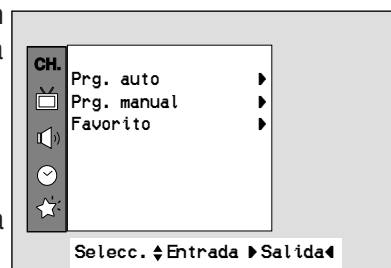 n
a
CH.
Prg. auto ▶
Prg. manual ▶
Favorito ▶
a
Selecc. ▲▼ Entrada ▶ Salida ◀